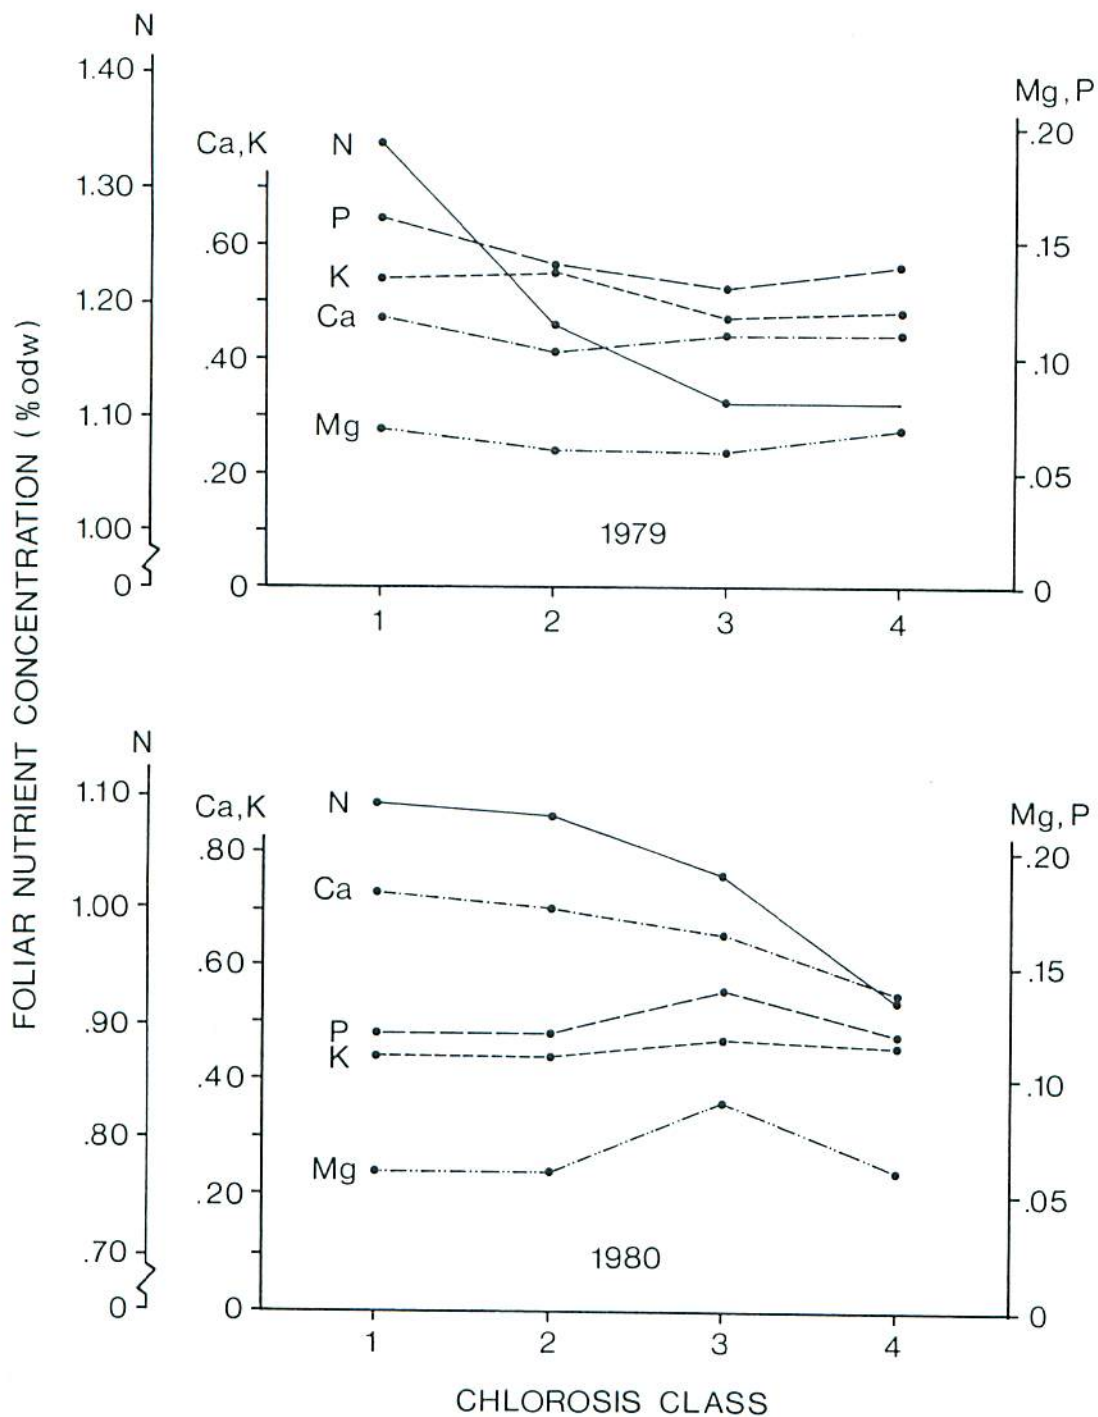 N
1.40
Mg, P
.20
Ca, K
N
1.30
P
.60
.15
K
1.20
Ca
.40
.10
1.10
Mg
.20
.05
1979
1.00
0
0
0
1
2
3
4
FOLIAR NUTRIENT CONCENTRATION (% odw)
N
1.10
Ca, K
N
Mg, P
.80
.20
Ca
1.00
.60
.15
.90
P
K
.40
.10
.80
Mg
.20
.05
.70
1980
0
0
0
1
2
3
4
CHLOROSIS CLASS